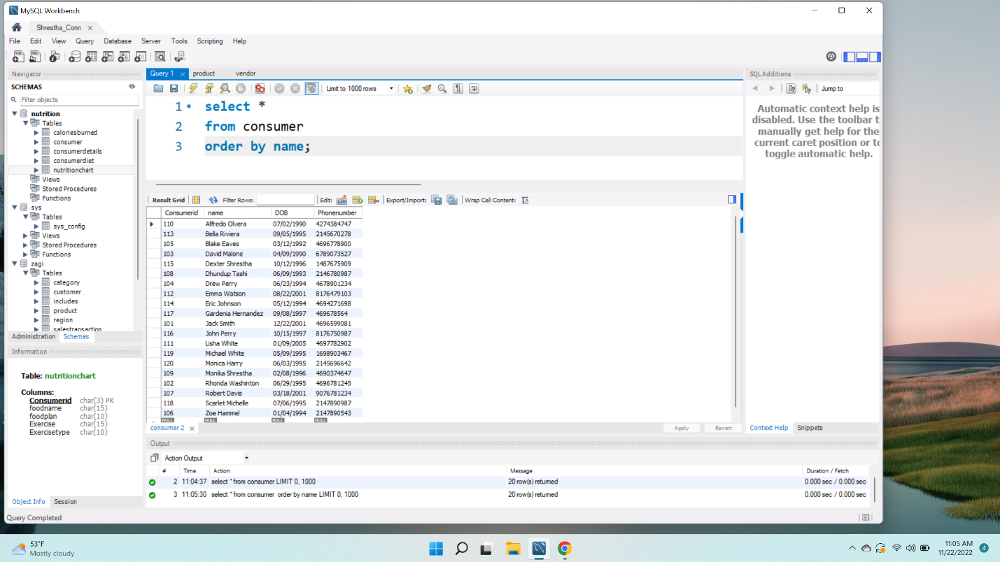 MySQL Workbench
Shrestha_Conn
File Edit View Query Database Server Tools Scripting Help
Navigator
SCHEMAS
Filter objects
nutrition
Tables
caloriesburned
consumer
consumerdetails
consumerdiet
nutritionchart
Views
Stored Procedures
Functions
sys
Tables
sys_config
Views
Stored Procedures
Functions
zagi
Tables
category
customer
includes
product
region
salestransaction
Administration Schemas
Information
Table: nutritionchart
Columns:
Consumerid char(3) PK
foodname char(15)
foodplan char(10)
Exercise char(15)
Exercisetype char(10)
Object Info Session
Query Completed
Query 1 product vendor
Limit to 1000 rows
1 select *
2 from consumer
3 order by name;
Result Grid Filter Rows: Edit: Export/Import: Wrap Cell Content: IA
Consumerid name DOB Phonenumber
110 Alfredo Olvera 07/02/1990 4274384747
113 Bella Riviera 09/05/1995 2145670278
105 Blake Eaves 03/12/1992 4696778900
103 David Malone 04/09/1990 6789073527
115 Dexter Shrestha 10/12/1996 1487675909
108 Dhundup Tashi 06/09/1993 2146780987
104 Drew Perry 06/23/1994 4678901234
112 Emma Watson 08/22/2001 8176479103
114 Eric Johnson 05/12/1994 4694271698
117 Gardenia Hernandez 09/08/1997 469678564
101 Jack Smith 12/22/2001 4696599081
116 John Perry 10/15/1997 8176750987
111 Lisha White 01/09/2005 4697782902
119 Michael White 05/09/1995 1698903467
120 Monica Harry 06/03/1995 2145696642
109 Monika Shrestha 02/08/1996 4690374647
102 Rhonda Washinton 06/29/1995 4696781245
107 Robert Davis 03/18/2001 9076781234
118 Scarlet Michelle 07/06/1995 2147890987
106 Zoe Hammel 01/04/1994 2147890543
NULL NULL NULL NULL
consumer 2 Apply Revert
Output
Action Output
# Time Action Message Duration / Fetch
2 11:04:37 select * from consumer LIMIT 0, 1000 20 row(s) returned 0.000 sec / 0.000 sec
3 11:05:30 select * from consumer order by name LIMIT 0, 1000 20 row(s) returned 0.000 sec / 0.000 sec
SQLAdditions
Jump to
Automatic context help is
disabled. Use the toolbar t
manually get help for the
current caret position or to
toggle automatic help.
Context Help Snippets
53°F
Mostly cloudy
11:05 AM
11/22/2022
4